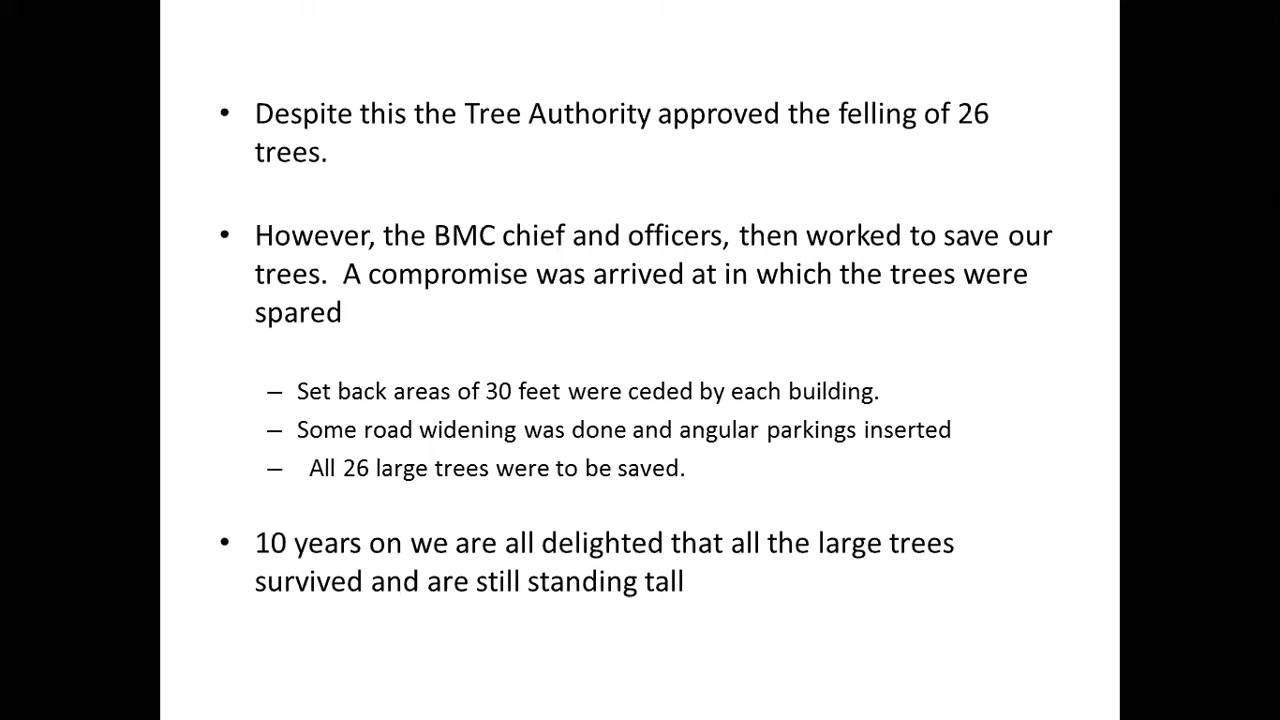 • Despite this the Tree Authority approved the felling of 26
trees.
• However, the BMC chief and officers, then worked to save our
trees.  A compromise was arrived at in which the trees were
spared
– Set back areas of 30 feet were ceded by each building.
– Some road widening was done and angular parkings inserted
–  All 26 large trees were to be saved.
• 10 years on we are all delighted that all the large trees
survived and are still standing tall